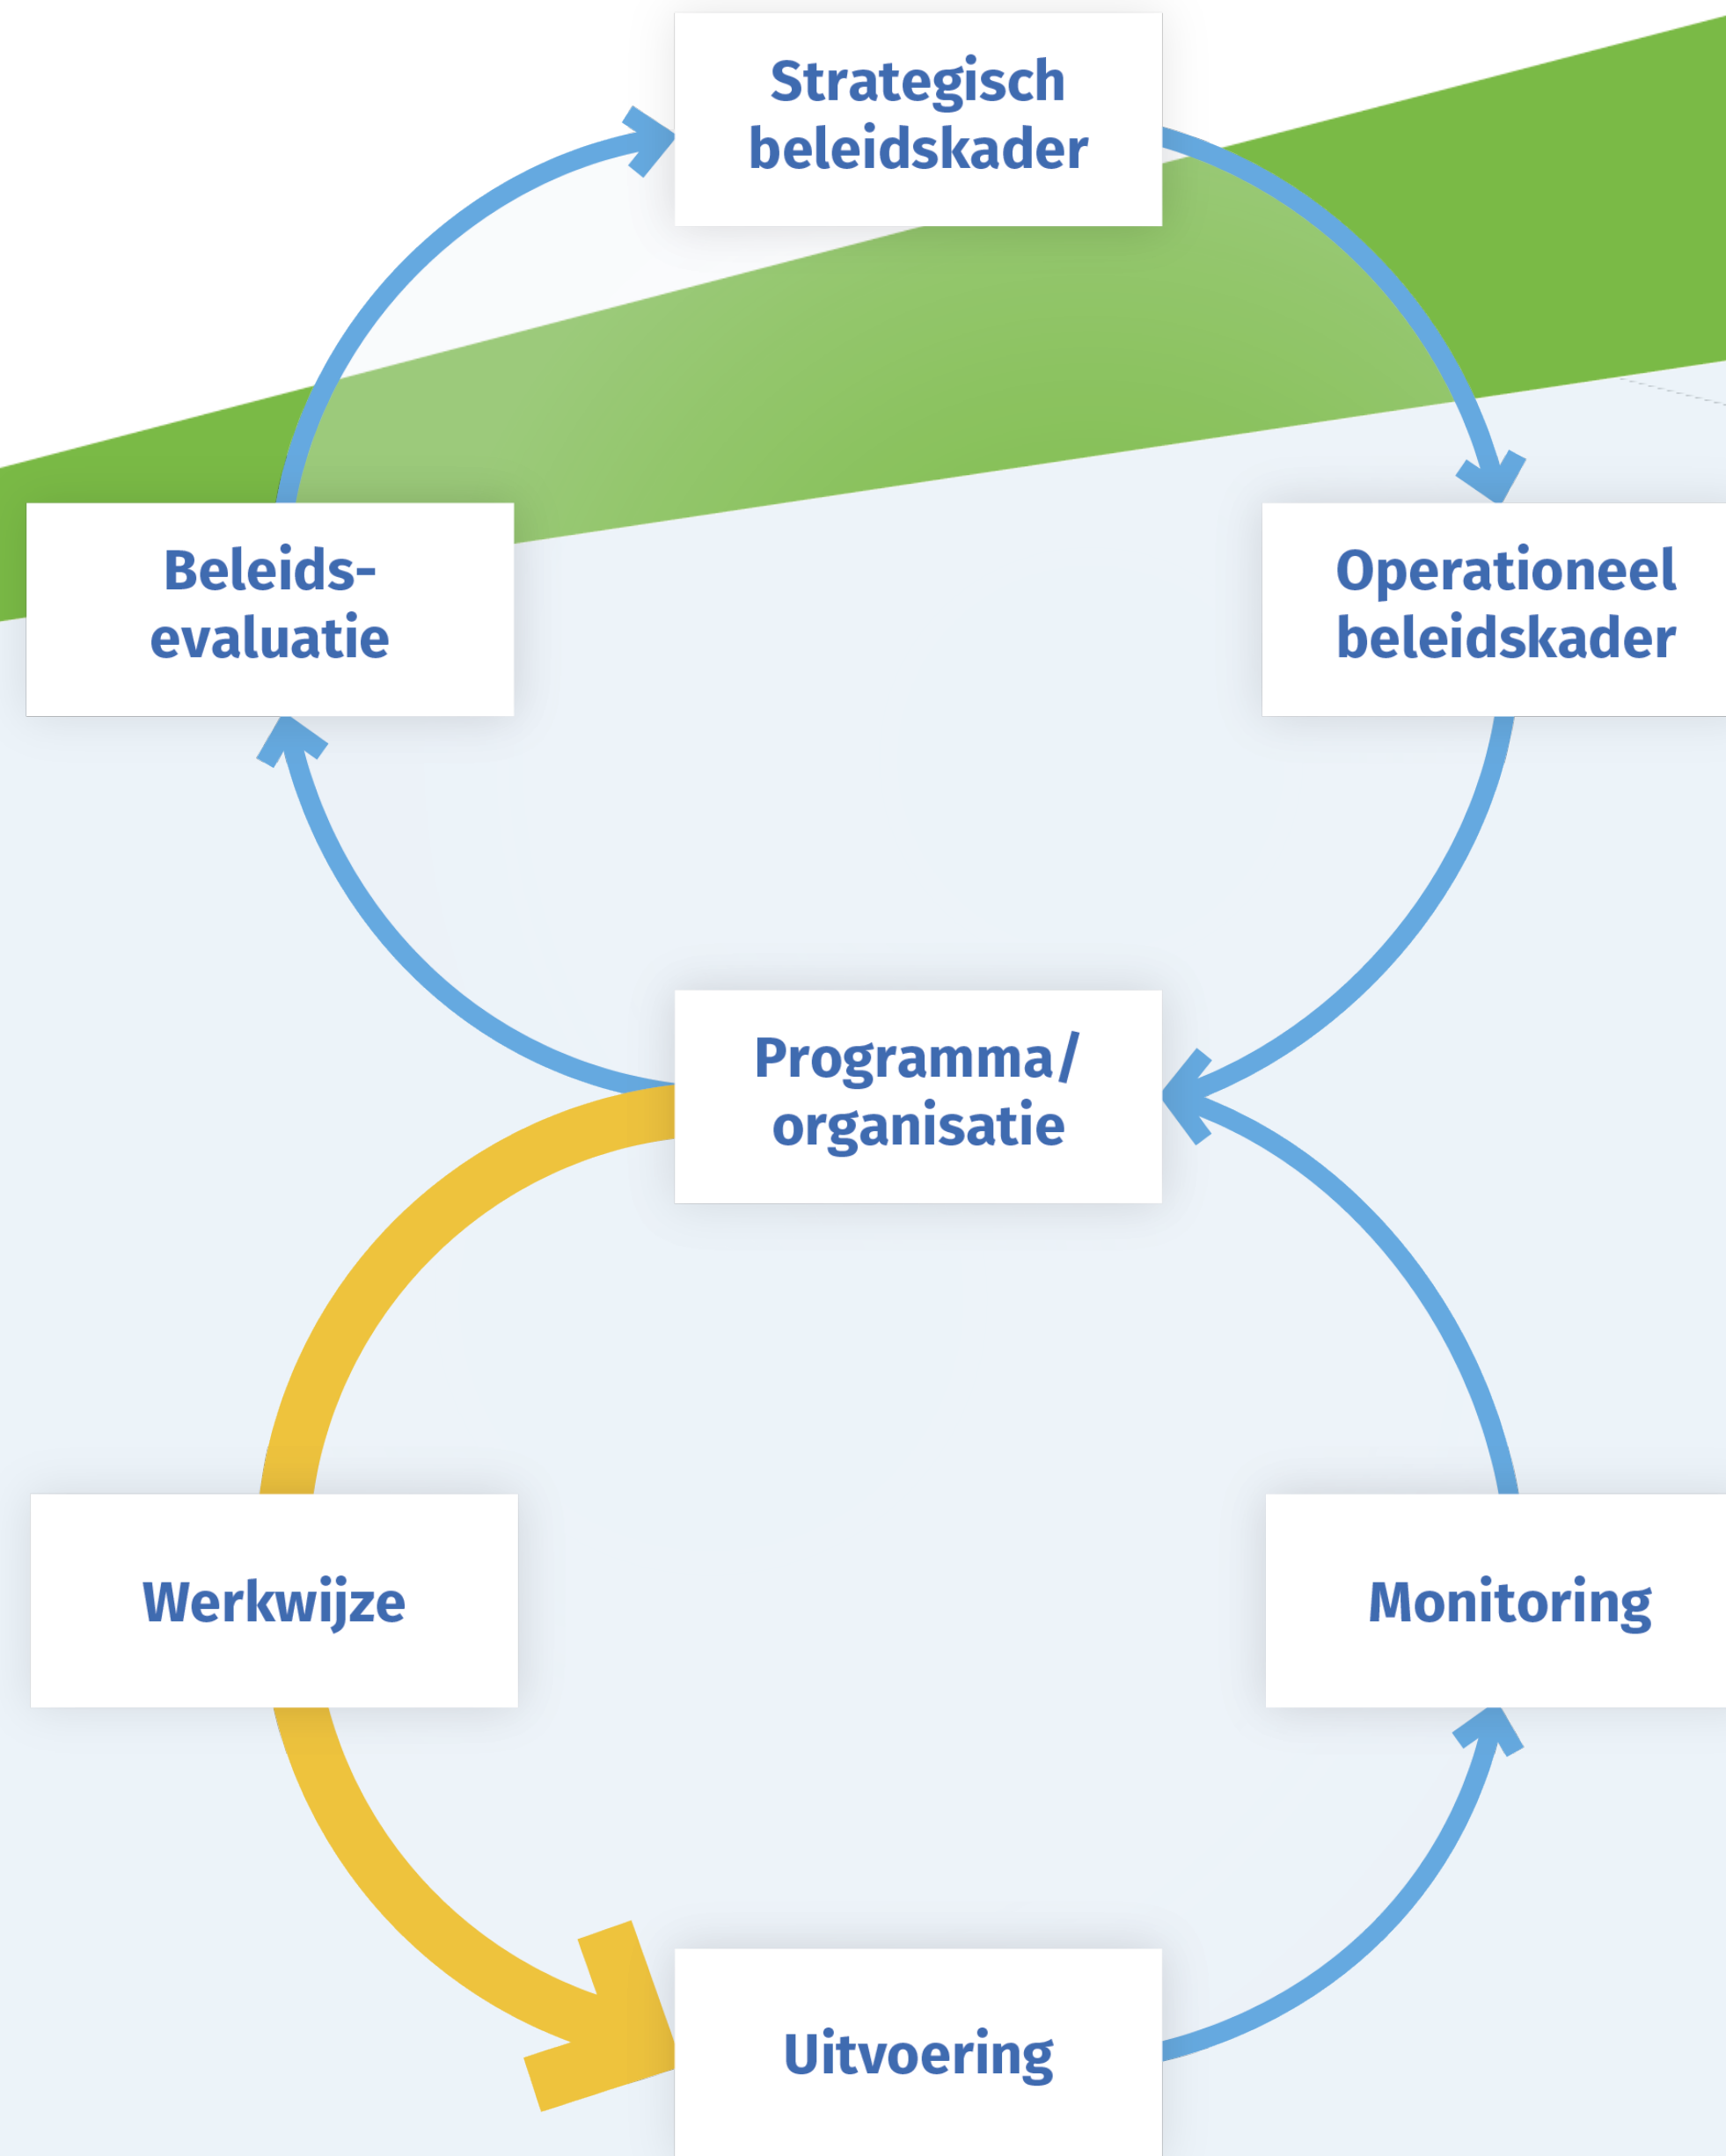 Strategisch
beleidskader
Beleids-
evaluatie
Operationeel
beleidskader
Programma/
organisatie
Werkwijze
Monitoring
Uitvoering